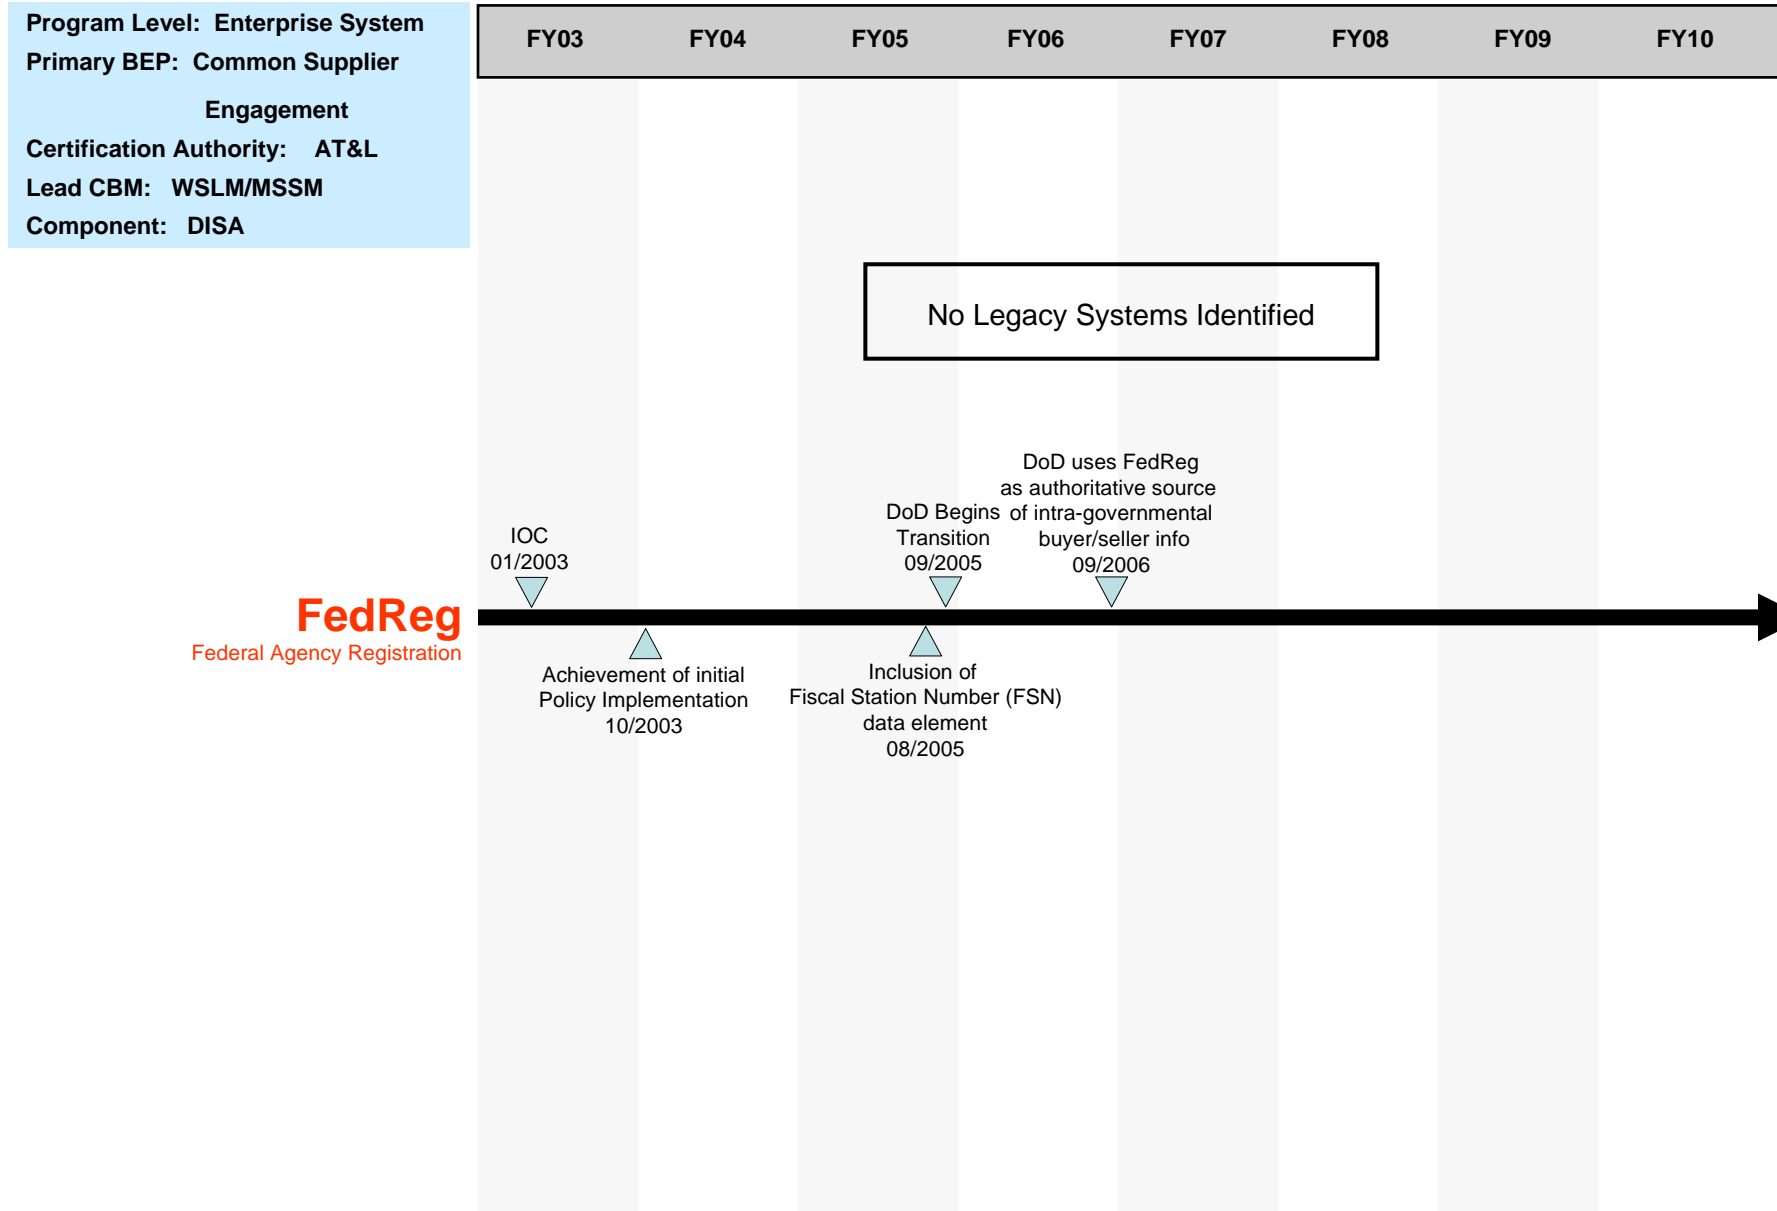 Program Level: Enterprise System
Primary BEP: Common Supplier
Engagement
Certification Authority: AT&L
Lead CBM: WSLM/MSSM
Component: DISA
FY03 FY04 FY05 FY06 FY07 FY08 FY09 FY10
No Legacy Systems Identified
IOC
01/2003
DoD Begins
Transition
09/2005
DoD uses FedReg
as authoritative source
of intra-governmental
buyer/seller info
09/2006
FedReg
Federal Agency Registration
Achievement of initial
Policy Implementation
10/2003
Inclusion of
Fiscal Station Number (FSN)
data element
08/2005